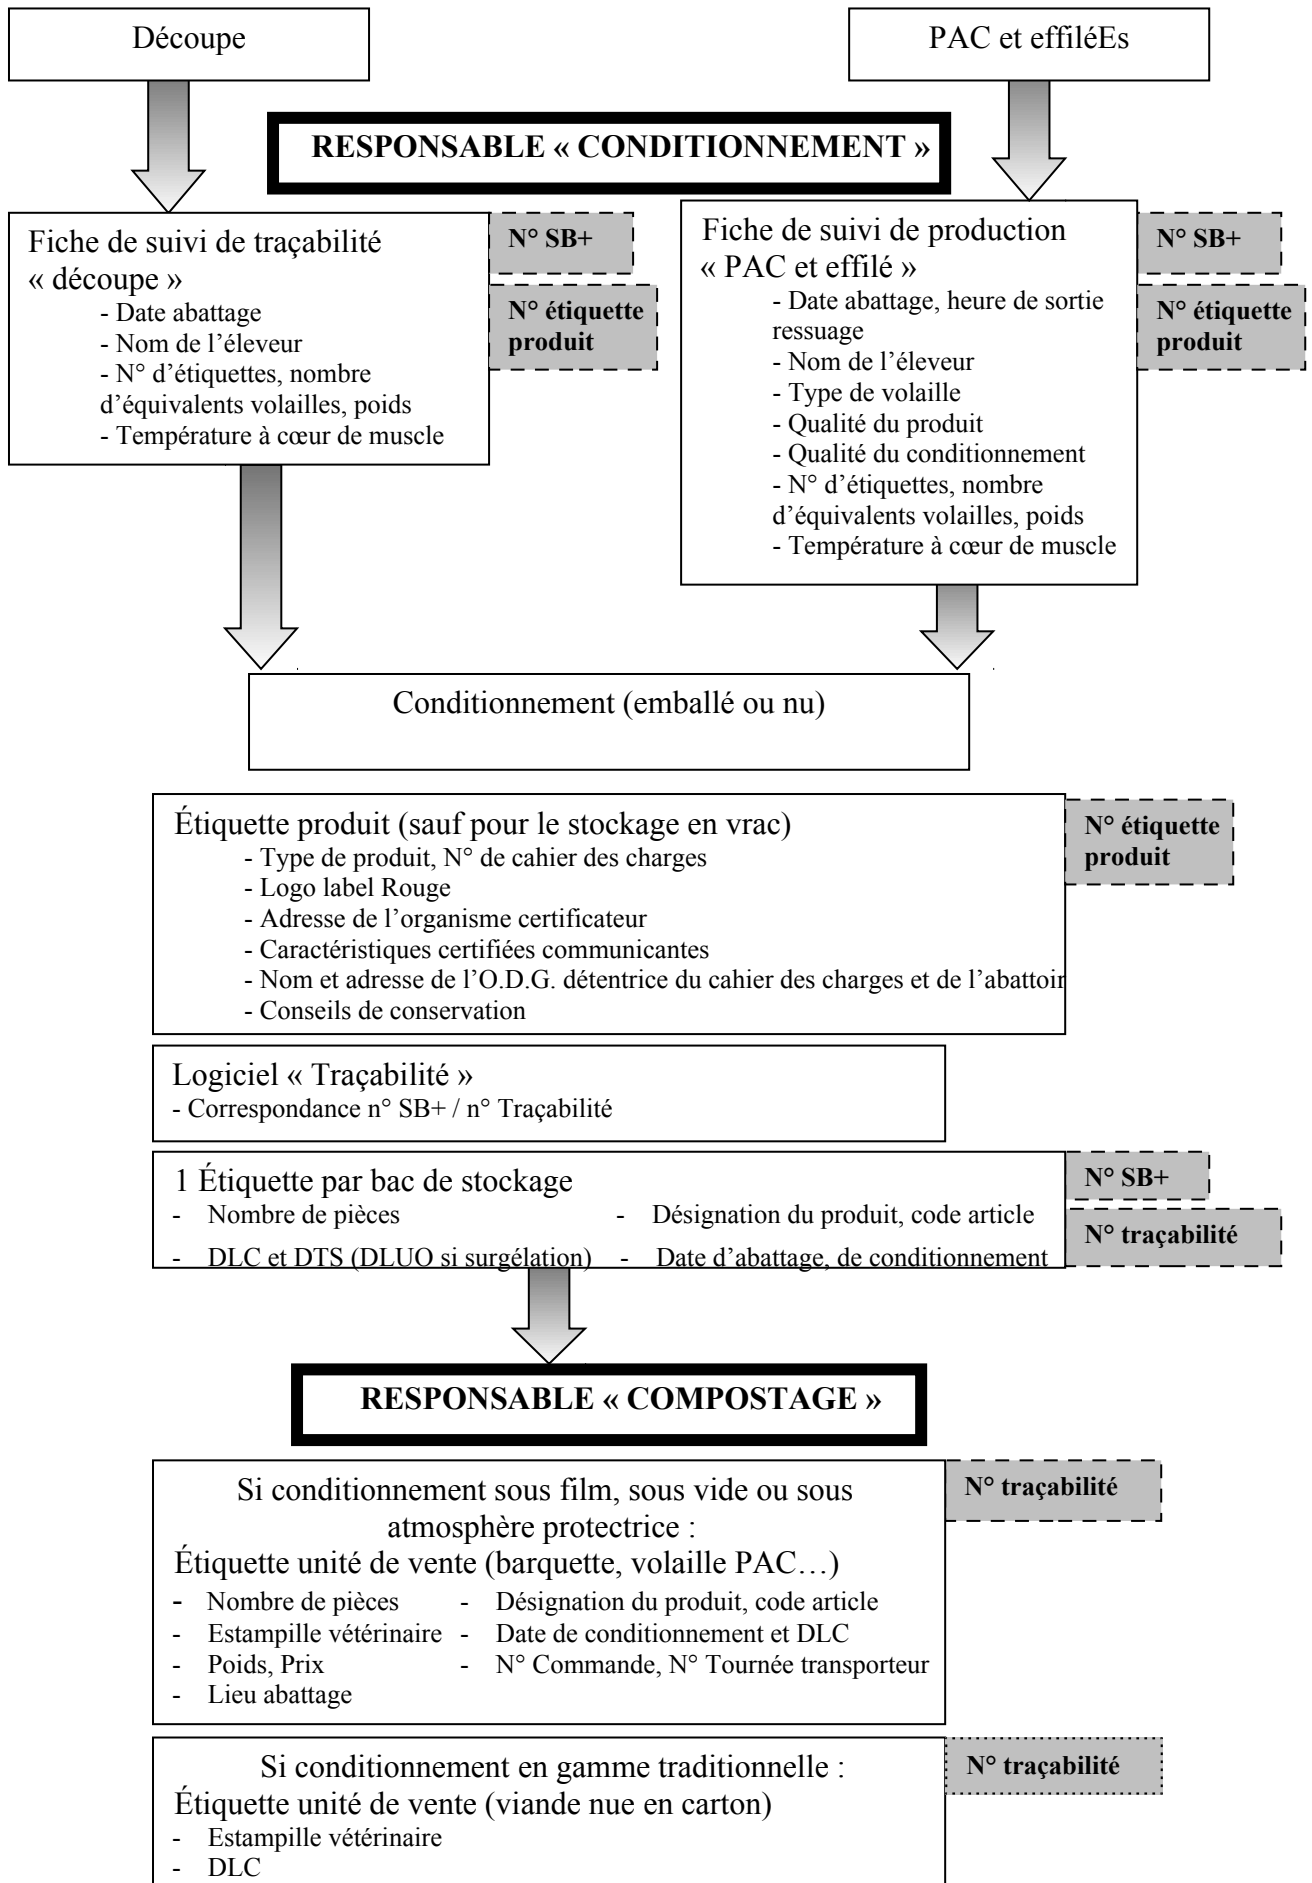 Découpe
PAC et effiléEs
RESPONSABLE « CONDITIONNEMENT »
Fiche de suivi de traçabilité
« découpe »
- Date abattage
- Nom de l’éleveur
- N° d’étiquettes, nombre
d’équivalents volailles, poids
- Température à cœur de muscle
N° SB+
N° étiquette
produit
Fiche de suivi de production
« PAC et effilé »
- Date abattage, heure de sortie
ressuage
- Nom de l’éleveur
- Type de volaille
- Qualité du produit
- Qualité du conditionnement
- N° d’étiquettes, nombre
d’équivalents volailles, poids
- Température à cœur de muscle
N° SB+
N° étiquette
produit
Conditionnement (emballé ou nu)
Étiquette produit (sauf pour le stockage en vrac)
- Type de produit, N° de cahier des charges
- Logo label Rouge
- Adresse de l’organisme certificateur
- Caractéristiques certifiées communicantes
- Nom et adresse de l’O.D.G. détentrice du cahier des charges et de l’abattoir
- Conseils de conservation
N° étiquette
produit
Logiciel « Traçabilité »
- Correspondance n° SB+ / n° Traçabilité
1 Étiquette par bac de stockage
- Nombre de pièces - Désignation du produit, code article
- DLC et DTS (DLUO si surgélation) - Date d’abattage, de conditionnement
N° SB+
N° traçabilité
RESPONSABLE « COMPOSTAGE »
Si conditionnement sous film, sous vide ou sous
atmosphère protectrice :
Étiquette unité de vente (barquette, volaille PAC…)
- Nombre de pièces - Désignation du produit, code article
- Estampille vétérinaire - Date de conditionnement et DLC
- Poids, Prix - N° Commande, N° Tournée transporteur
- Lieu abattage
N° traçabilité
Si conditionnement en gamme traditionnelle :
Étiquette unité de vente (viande nue en carton)
- Estampille vétérinaire
- DLC
N° traçabilité